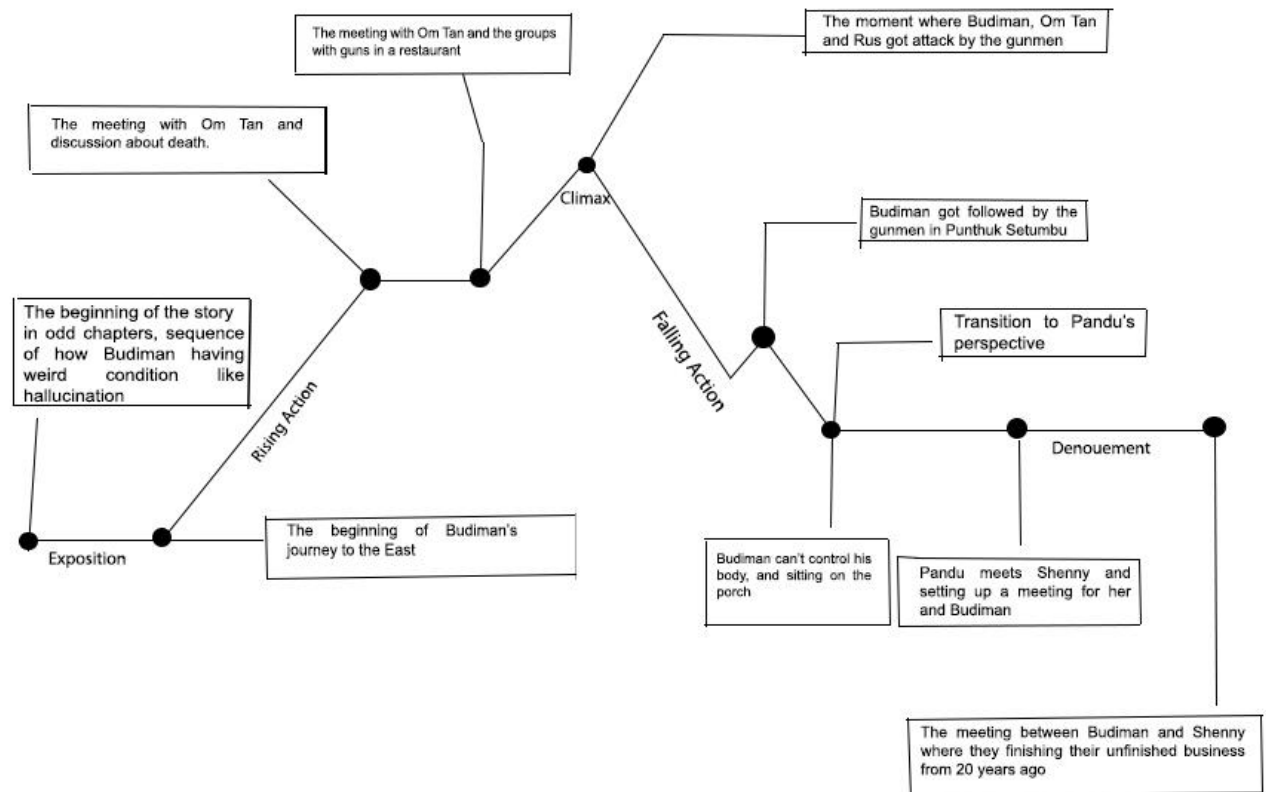 The meeting with Om Tan and the groups
with guns in a restaurant
The moment where Budiman, Om Tan
and Rus got attack by the gunmen
The meeting with Om Tan and
discussion about death.
Climax
Budiman got followed by the
gunmen in Punthuk Setumbu
The beginning of the story
in odd chapters, sequence
of how Budiman having
weird condition like
hallucination
Rising Action
Falling Action
Transition to Pandu's
perspective
Denouement
Exposition
The beginning of Budiman's
journey to the East
Budiman can't control his
body, and sitting on the
porch
Pandu meets Shenny and
setting up a meeting for her
and Budiman
The meeting between Budiman and Shenny
where they finishing their unfinished business
from 20 years ago